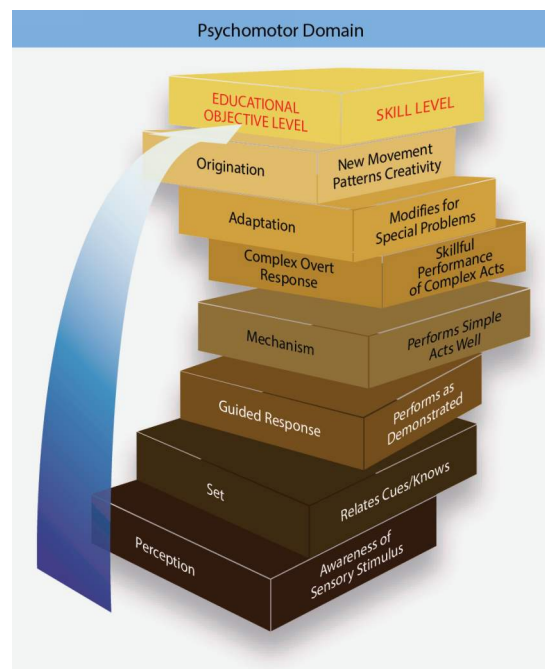 Psychomotor Domain
EDUCATIONAL
OBJECTIVE LEVEL
SKILL LEVEL
Origination
New Movement
Patterns Creativity
Adaptation
Modifies for
Special Problems
Complex Overt
Response
Skillful
Performance
of Complex Acts
Mechanism
Performs Simple
Acts Well
Guided Response
Performs as
Demonstrated
Set
Relates Cues/Knows
Perception
Awareness of
Sensory Stimulus